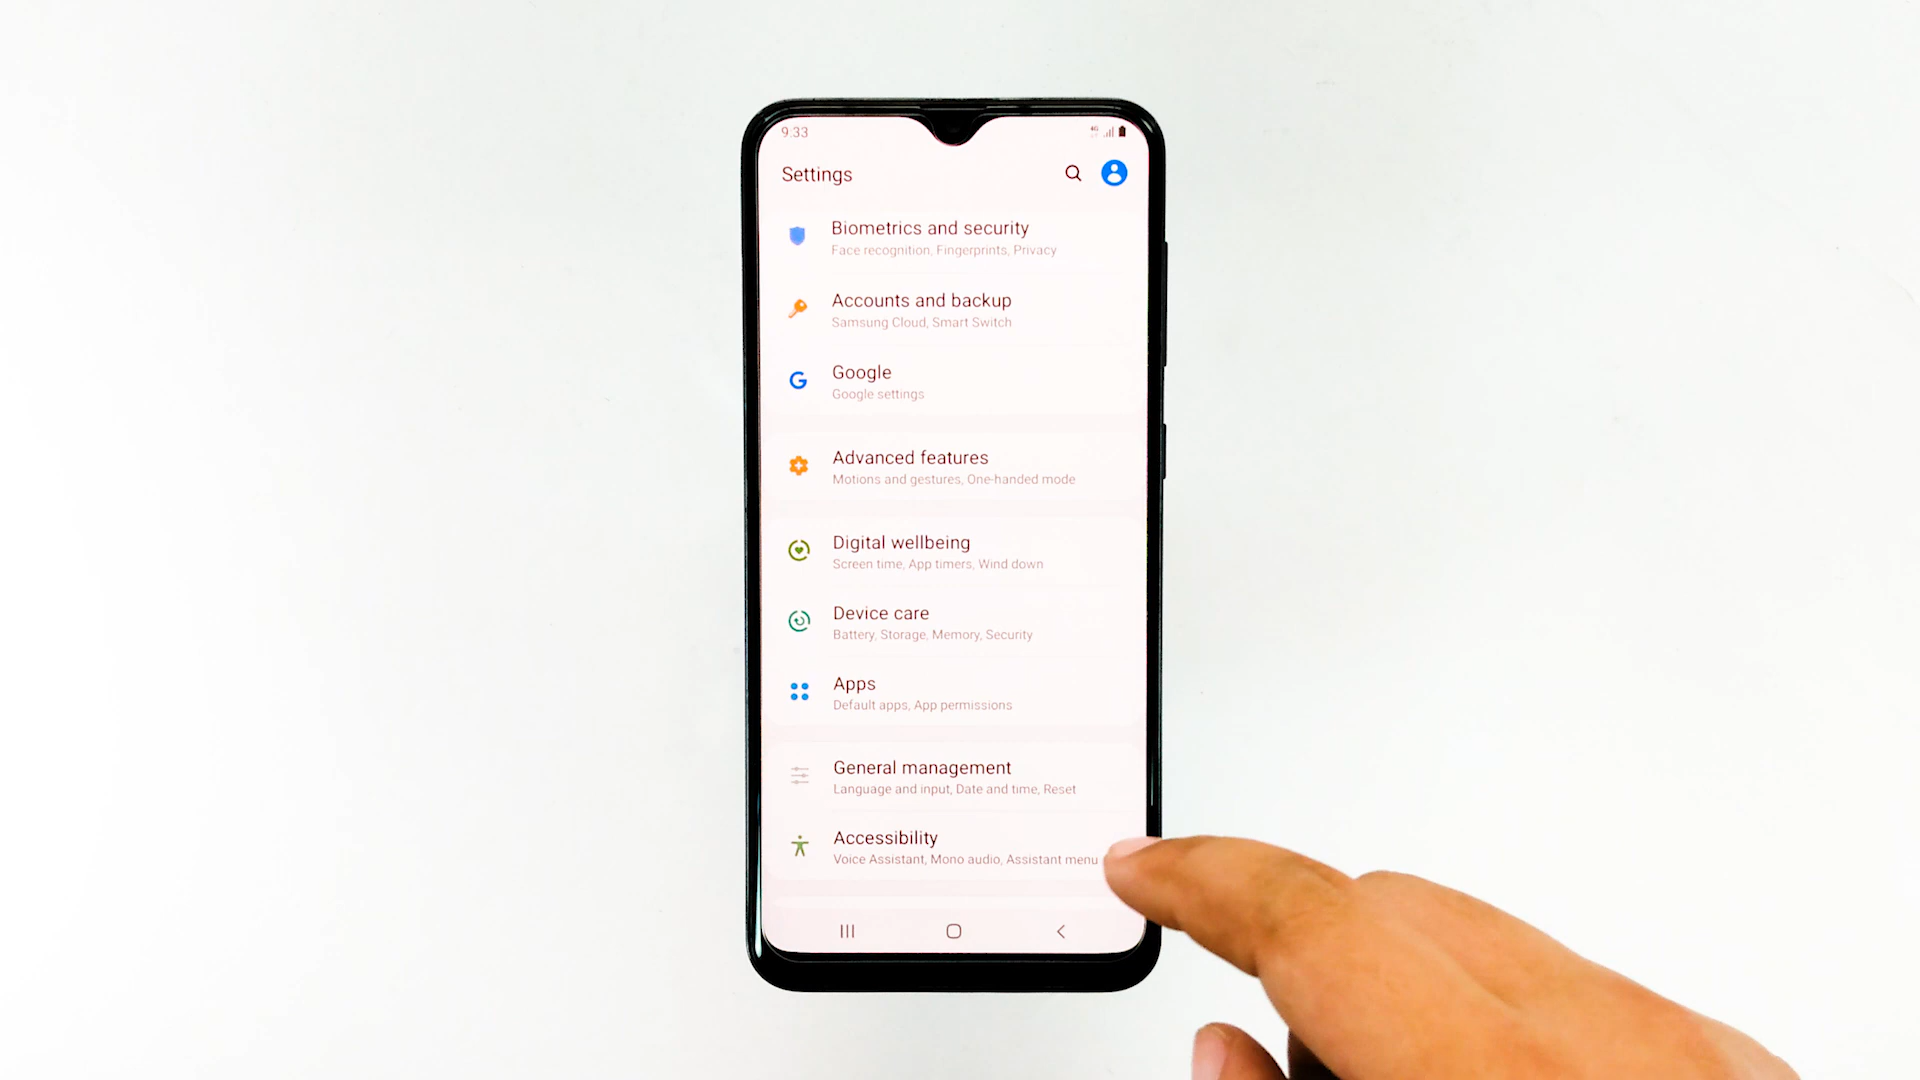 9:33
4G
Settings
Biometrics and security
Face recognition, Fingerprints, Privacy
Accounts and backup
Samsung Cloud, Smart Switch
Google
Google settings
Advanced features
Motions and gestures, One-handed mode
Digital wellbeing
Screen time, App timers, Wind down
Device care
Battery, Storage, Memory, Security
Apps
Default apps, App permissions
General management
Language and input, Date and time, Reset
Accessibility
Voice Assistant, Mono audio, Assistant menu